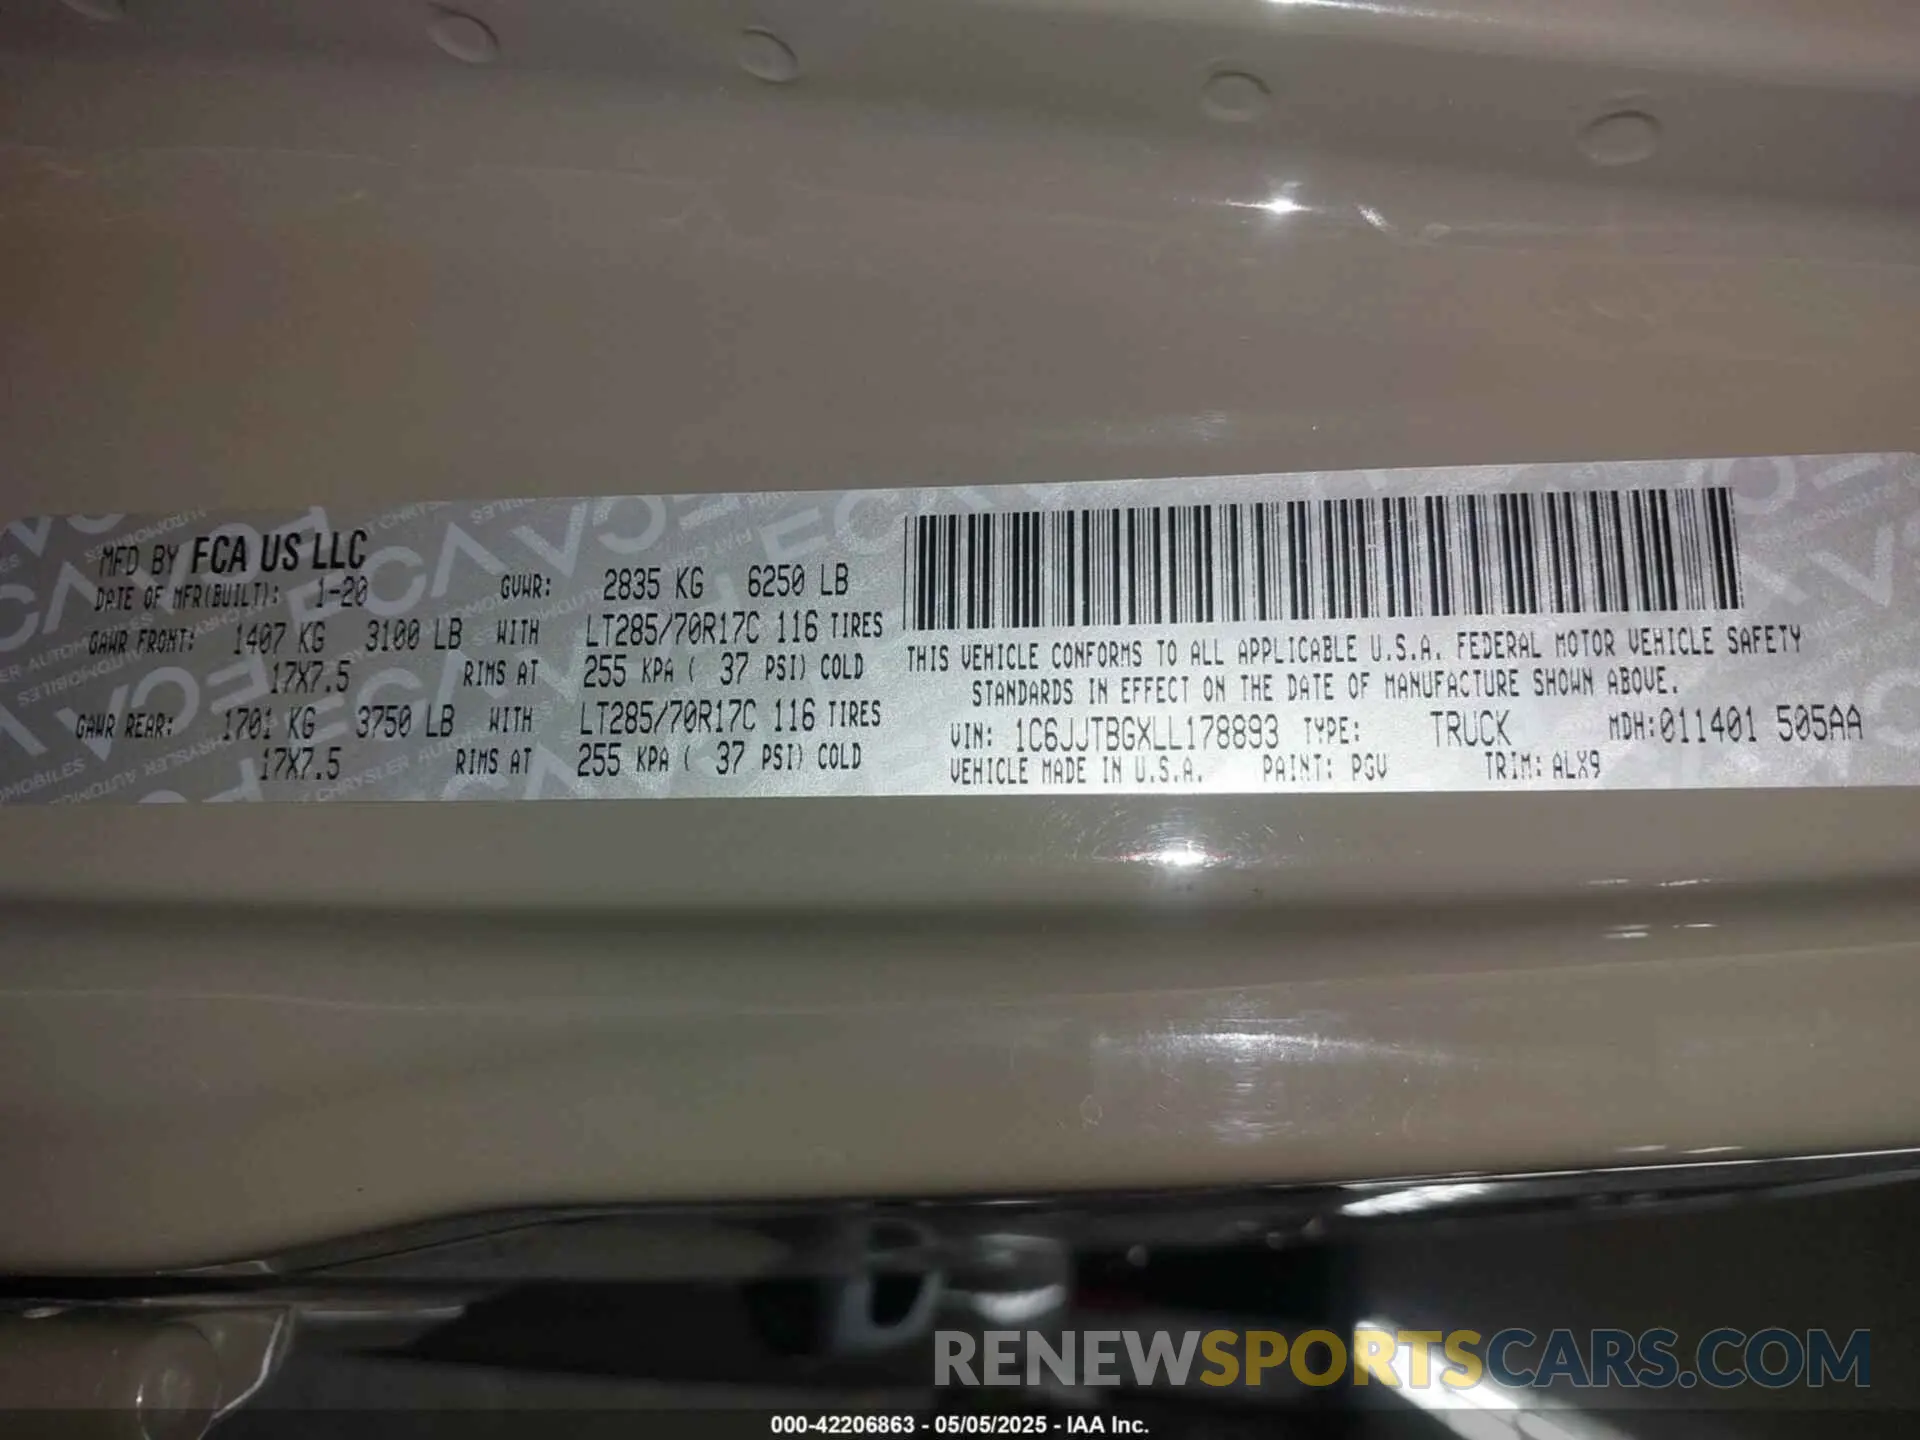 MFD BY FCA US LLC
DATE OF MFR(BUILT): 1-20 GVWR: 2835 KG 6250 LB
GAWR FRONT: 1407 KG 3100 LB WITH LT285/70R17C 116 TIRES
17X7.5 RIMS AT 255 KPA ( 37 PSI) COLD
GAWR REAR: 1701 KG 3750 LB WITH LT285/70R17C 116 TIRES
17X7.5 RIMS AT 255 KPA ( 37 PSI) COLD
THIS VEHICLE CONFORMS TO ALL APPLICABLE U.S.A. FEDERAL MOTOR VEHICLE SAFETY
STANDARDS IN EFFECT ON THE DATE OF MANUFACTURE SHOWN ABOVE.
VIN: 1C6JJTBGXLL178893 TYPE: TRUCK MDH:011401 505AA
VEHICLE MADE IN U.S.A. PAINT: PGV TRIM: ALX9
RENEWSPORTSCARS.COM
000-42206863 - 05/05/2025 - IAA Inc.